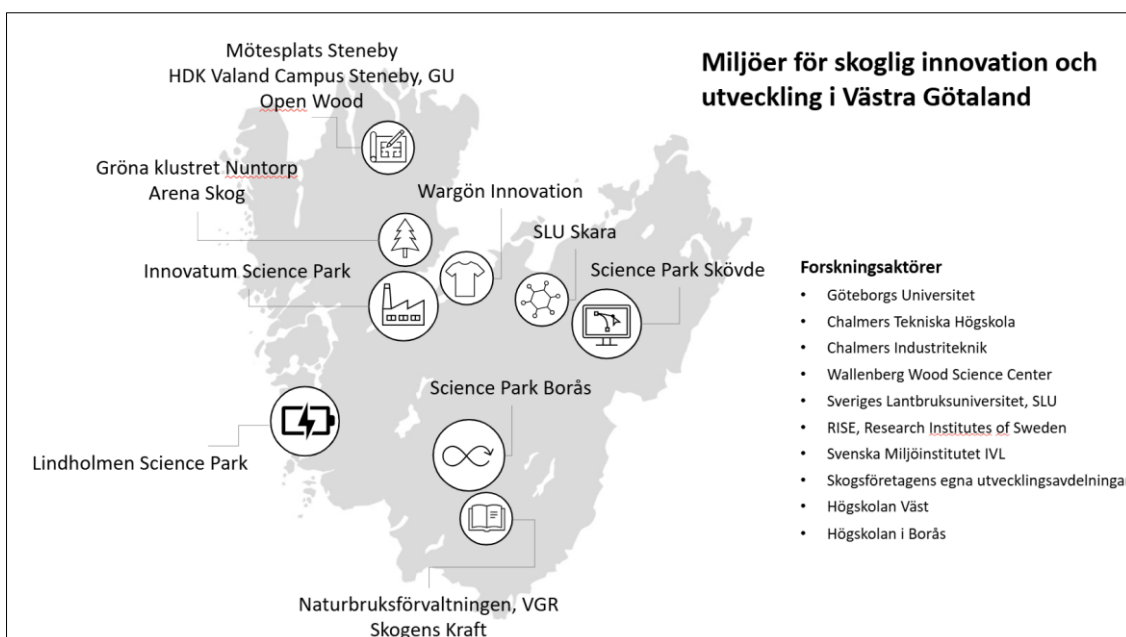 Mötesplats Steneby
HDK Valand Campus Steneby, GU
Open Wood
Miljöer för skoglig innovation och
utveckling i Västra Götaland
Gröna klustret Nuntorp
Arena Skog
Wargön Innovation
SLU Skara
Innovatum Science Park
Science Park Skövde
Science Park Borås
Lindholmen Science Park
Naturbruksförvaltningen, VGR
Skogens Kraft
Forskningsaktörer
• Göteborgs Universitet
• Chalmers Tekniska Högskola
• Chalmers Industriteknik
• Wallenberg Wood Science Center
• Sveriges Lantbruksuniversitet, SLU
• RISE, Research Institutes of Sweden
• Svenska Miljöinstitutet IVL
• Skogsföretagens egna utvecklingsavdelningar
• Högskolan Väst
• Högskolan i Borås